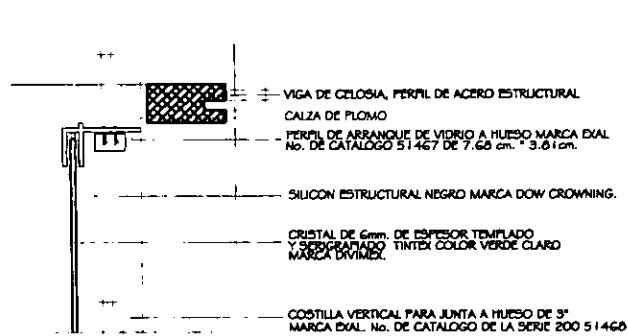 VIGA DE CELOSIA, PERFIL DE ACERO ESTRUCTURAL
CALZA DE PLOMO
PERFIL DE ARRANQUE DE VIDRIO A HUESO MARCA EXAL
No. DE CATALOGO 51467 DE 7.68 cm. * 3.81cm.
SILICON ESTRUCTURAL NEGRO MARCA DOW CROWNING.
CRISTAL DE 6mm. DE ESPESOR TEMPLADO
Y SERIGRAFIADO TINTEX COLOR VERDE CLARO
MARCA DIVIMEX.
COSTILLA VERTICAL PARA JUNTA A HUESO DE 3"
MARCA EXAL. No. DE CATALOGO DE LA SERIE 200 51468